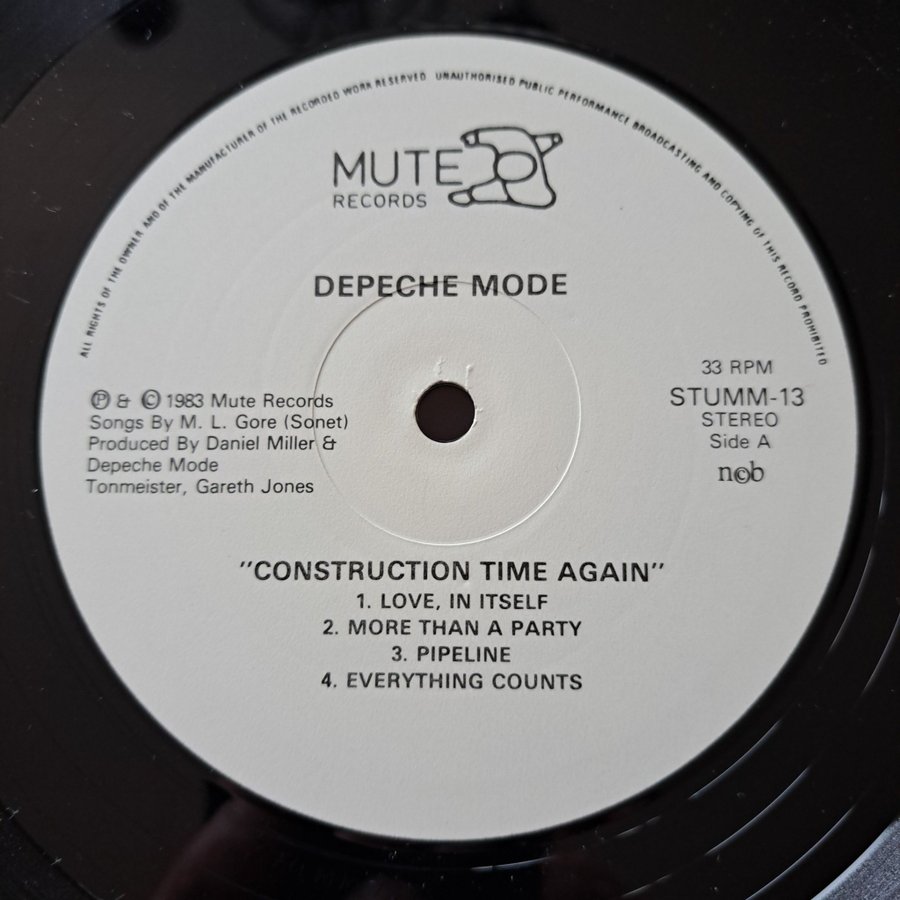 ALL RIGHTS OF THE OWNER AND OF THE MANUFACTURER OF THE RECORDED WORK RESERVED UNAUTHORISED PUBLIC PERFORMANCE BROADCASTING AND COPYING OF THIS RECORD PROHIBITED
MUTE
RECORDS
DEPECHE MODE
℗ & © 1983 Mute Records
Songs By M. L. Gore (Sonet)
Produced By Daniel Miller &
Depeche Mode
Tonmeister, Gareth Jones
33 RPM
STUMM-13
STEREO
Side A
n©b
"CONSTRUCTION TIME AGAIN"
1. LOVE, IN ITSELF
2. MORE THAN A PARTY
3. PIPELINE
4. EVERYTHING COUNTS